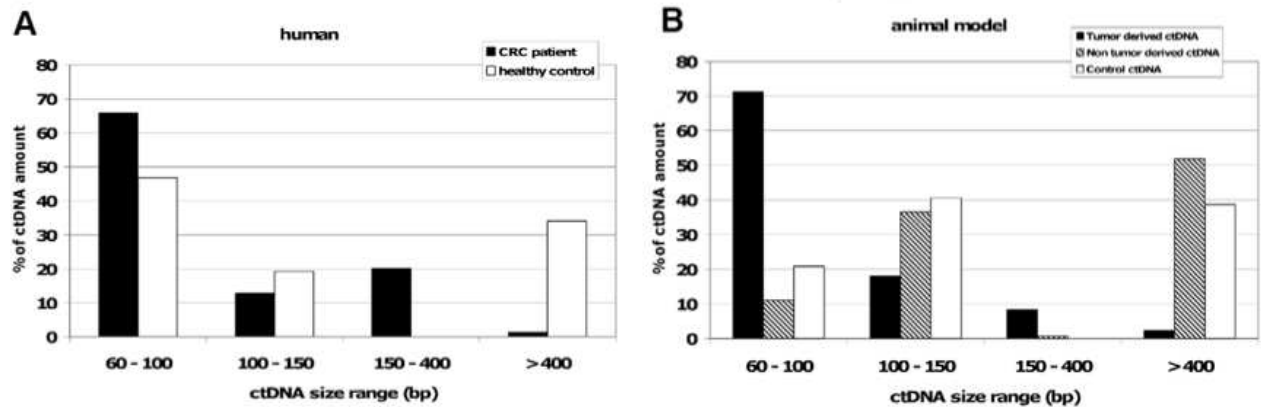 A
human
CRC patient
healthy control
80
70
60
50
40
30
20
10
0
% of ctDNA amount
60 - 100
100 - 150
150 - 400
>400
ctDNA size range (bp)
B
animal model
Tumor derived ctDNA
Non tumor derived ctDNA
Control ctDNA
80
70
60
50
40
30
20
10
0
% of ctDNA amount
60 - 100
100 - 150
150 - 400
>400
ctDNA size range (bp)